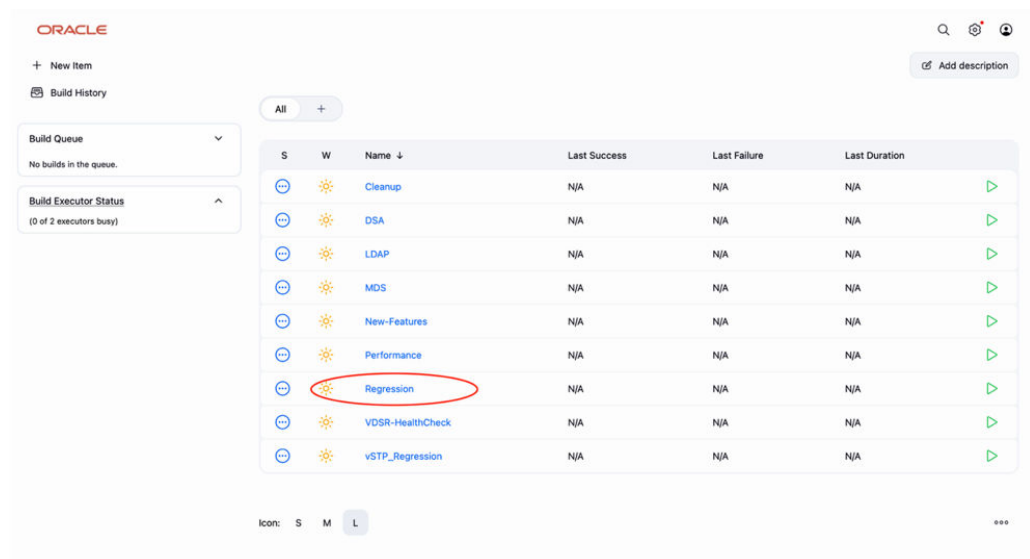 ORACLE
+ New Item
Add description
Build History
All +
Build Queue
No builds in the queue.
Build Executor Status
(0 of 2 executors busy)
S W Name ↓ Last Success Last Failure Last Duration
Cleanup N/A N/A N/A
DSA N/A N/A N/A
LDAP N/A N/A N/A
MDS N/A N/A N/A
New-Features N/A N/A N/A
Performance N/A N/A N/A
Regression N/A N/A N/A
VDSR-HealthCheck N/A N/A N/A
vSTP_Regression N/A N/A N/A
Icon: S M L